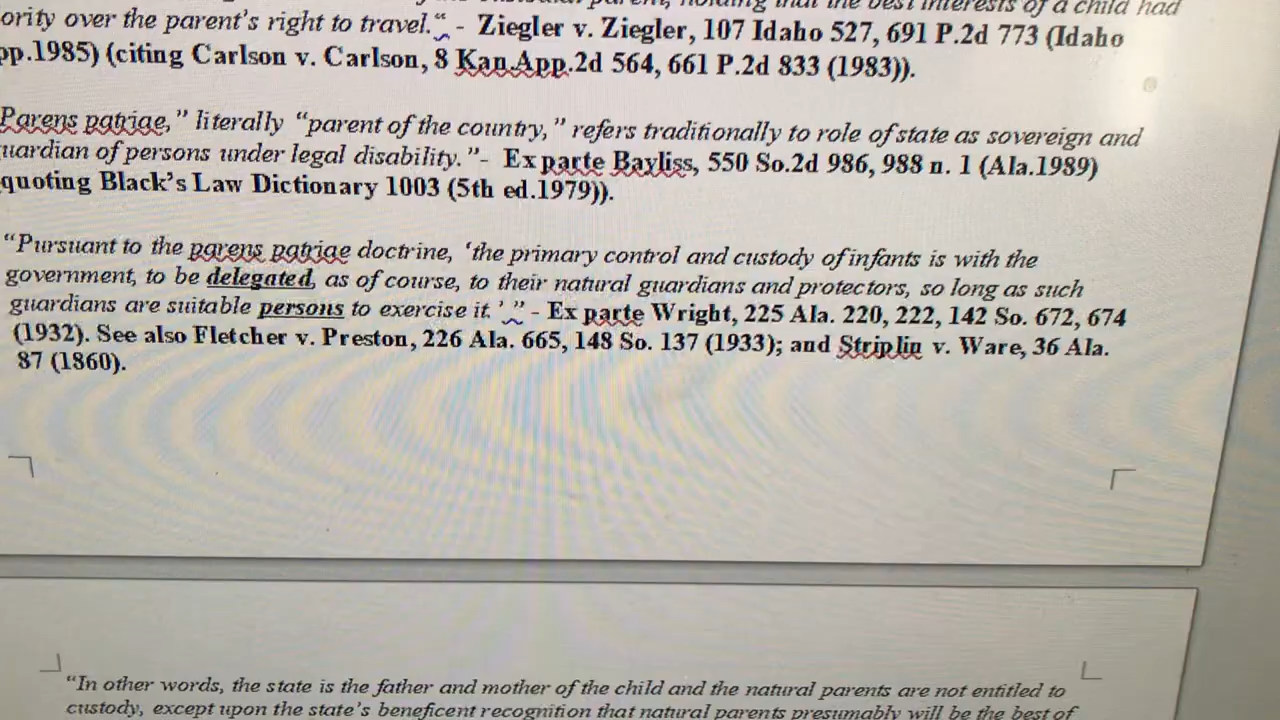 ority over the parent's right to travel.“ - Ziegler v. Ziegler, 107 Idaho 527, 691 P.2d 773 (Idaho
pp.1985) (citing Carlson v. Carlson, 8 Kan.App.2d 564, 661 P.2d 833 (1983)).
Parens patriae,” literally “parent of the country,” refers traditionally to role of state as sovereign and
uardian of persons under legal disability.”- Ex parte Bayliss, 550 So.2d 986, 988 n. 1 (Ala.1989)
quoting Black's Law Dictionary 1003 (5th ed.1979)).
“Pursuant to the parens patriae doctrine, ‘the primary control and custody of infants is with the
government, to be delegated, as of course, to their natural guardians and protectors, so long as such
guardians are suitable persons to exercise it.’ ” - Ex parte Wright, 225 Ala. 220, 222, 142 So. 672, 674
(1932). See also Fletcher v. Preston, 226 Ala. 665, 148 So. 137 (1933); and Striplin v. Ware, 36 Ala.
87 (1860).
“In other words, the state is the father and mother of the child and the natural parents are not entitled to
custody, except upon the state's beneficent recognition that natural parents presumably will be the best of